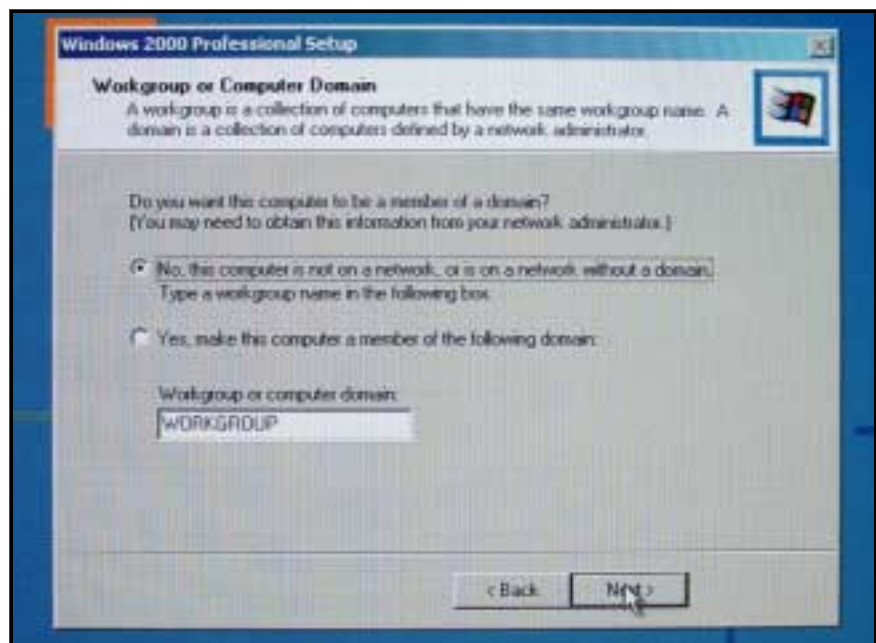 Windows 2000 Professional Setup
Workgroup or Computer Domain
A workgroup is a collection of computers that have the same workgroup name. A
domain is a collection of computers defined by a network administrator.
Do you want this computer to be a member of a domain?
(You may need to obtain this information from your network administrator.)
No, this computer is not on a network, or is on a network without a domain.
Type a workgroup name in the following box.
Yes, make this computer a member of the following domain:
Workgroup or computer domain:
WORKGROUP
< Back
Next >